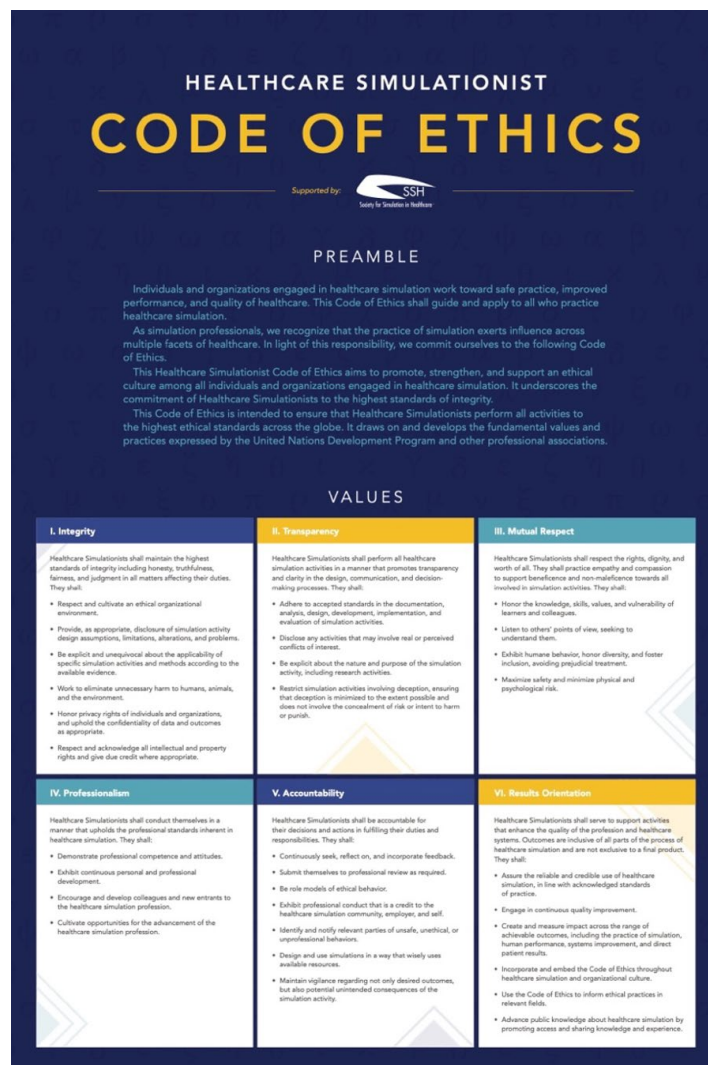 HEALTHCARE SIMULATIONIST
CODE OF ETHICS
Supported by:
SSH
Society for Simulation in Healthcare
PREAMBLE
Individuals and organizations engaged in healthcare simulation work toward safe practice, improved
performance, and quality of healthcare. This Code of Ethics shall guide and apply to all who practice
healthcare simulation.
As simulation professionals, we recognize that the practice of simulation exerts influence across
multiple facets of healthcare. In light of this responsibility, we commit ourselves to the following Code
of Ethics.
This Healthcare Simulationist Code of Ethics aims to promote, strengthen, and support an ethical
culture among all individuals and organizations engaged in healthcare simulation. It underscores the
commitment of Healthcare Simulationists to the highest standards of integrity.
This Code of Ethics is intended to ensure that Healthcare Simulationists perform all activities to
the highest ethical standards across the globe. It draws on and develops the fundamental values and
practices expressed by the United Nations Development Program and other professional associations.
VALUES
I. Integrity
Healthcare Simulationists shall maintain the highest
standards of integrity including honesty, truthfulness,
fairness, and judgment in all matters affecting their duties.
They shall:
• Respect and cultivate an ethical organizational
environment.
• Provide, as appropriate, disclosure of simulation activity
design assumptions, limitations, alterations, and problems.
• Be explicit and unequivocal about the applicability of
specific simulation activities and methods according to the
available evidence.
• Work to eliminate unnecessary harm to humans, animals,
and the environment.
• Honor privacy rights of individuals and organizations,
and uphold the confidentiality of data and outcomes
as appropriate.
• Respect and acknowledge all intellectual and property
rights and give due credit where appropriate.
II. Transparency
Healthcare Simulationists shall perform all healthcare
simulation activities in a manner that promotes transparency
and clarity in the design, communication, and decision-
making processes. They shall:
• Adhere to accepted standards in the documentation,
analysis, design, development, implementation, and
evaluation of simulation activities.
• Disclose any activities that may involve real or perceived
conflicts of interest.
• Be explicit about the nature and purpose of the simulation
activity, including research activities.
• Restrict simulation activities involving deception, ensuring
that deception is minimized to the extent possible and
does not involve the concealment of risk or intent to harm
or punish.
III. Mutual Respect
Healthcare Simulationists shall respect the rights, dignity, and
worth of all. They shall practice empathy and compassion
to support beneficence and non-maleficence towards all
involved in simulation activities. They shall:
• Honor the knowledge, skills, values, and vulnerability of
learners and colleagues.
• Listen to others' points of view, seeking to
understand them.
• Exhibit humane behavior, honor diversity, and foster
inclusion, avoiding prejudicial treatment.
• Maximize safety and minimize physical and
psychological risk.
IV. Professionalism
Healthcare Simulationists shall conduct themselves in a
manner that upholds the professional standards inherent in
healthcare simulation. They shall:
• Demonstrate professional competence and attitudes.
• Exhibit continuous personal and professional
development.
• Encourage and develop colleagues and new entrants to
the healthcare simulation profession.
• Cultivate opportunities for the advancement of the
healthcare simulation profession.
V. Accountability
Healthcare Simulationists shall be accountable for
their decisions and actions in fulfilling their duties and
responsibilities. They shall:
• Continuously seek, reflect on, and incorporate feedback.
• Submit themselves to professional review as required.
• Be role models of ethical behavior.
• Exhibit professional conduct that is a credit to the
healthcare simulation community, employer, and self.
• Identify and notify relevant parties of unsafe, unethical, or
unprofessional behaviors.
• Design and use simulations in a way that wisely uses
available resources.
• Maintain vigilance regarding not only desired outcomes,
but also potential unintended consequences of the
simulation activity.
VI. Results Orientation
Healthcare Simulationists shall serve to support activities
that enhance the quality of the profession and healthcare
systems. Outcomes are inclusive of all parts of the process of
healthcare simulation and are not exclusive to a final product.
They shall:
• Assure the reliable and credible use of healthcare
simulation, in line with acknowledged standards
of practice.
• Engage in continuous quality improvement.
• Create and measure impact across the range of
achievable outcomes, including the practice of simulation,
human performance, systems improvement, and direct
patient results.
• Incorporate and embed the Code of Ethics throughout
healthcare simulation and organizational culture.
• Use the Code of Ethics to inform ethical practices in
relevant fields.
• Advance public knowledge about healthcare simulation by
promoting access and sharing knowledge and experience.